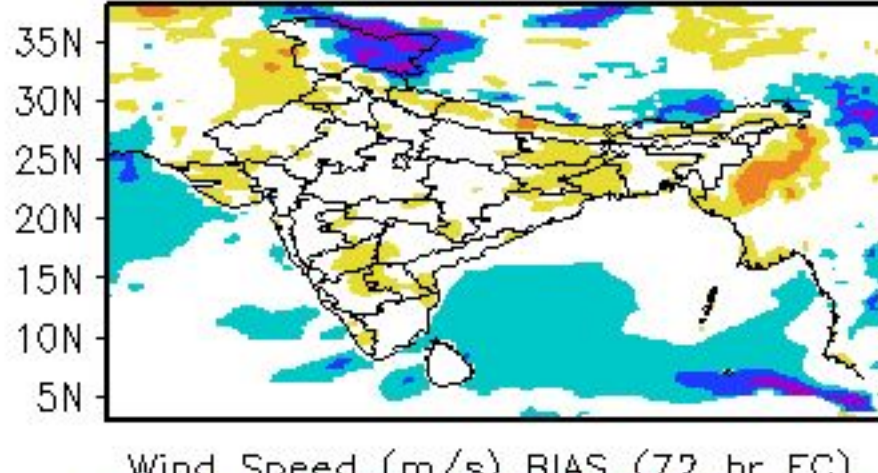 35N
30N
25N
20N
15N
10N
5N
Wind Speed (m/s) BIAS (72 hr FC)